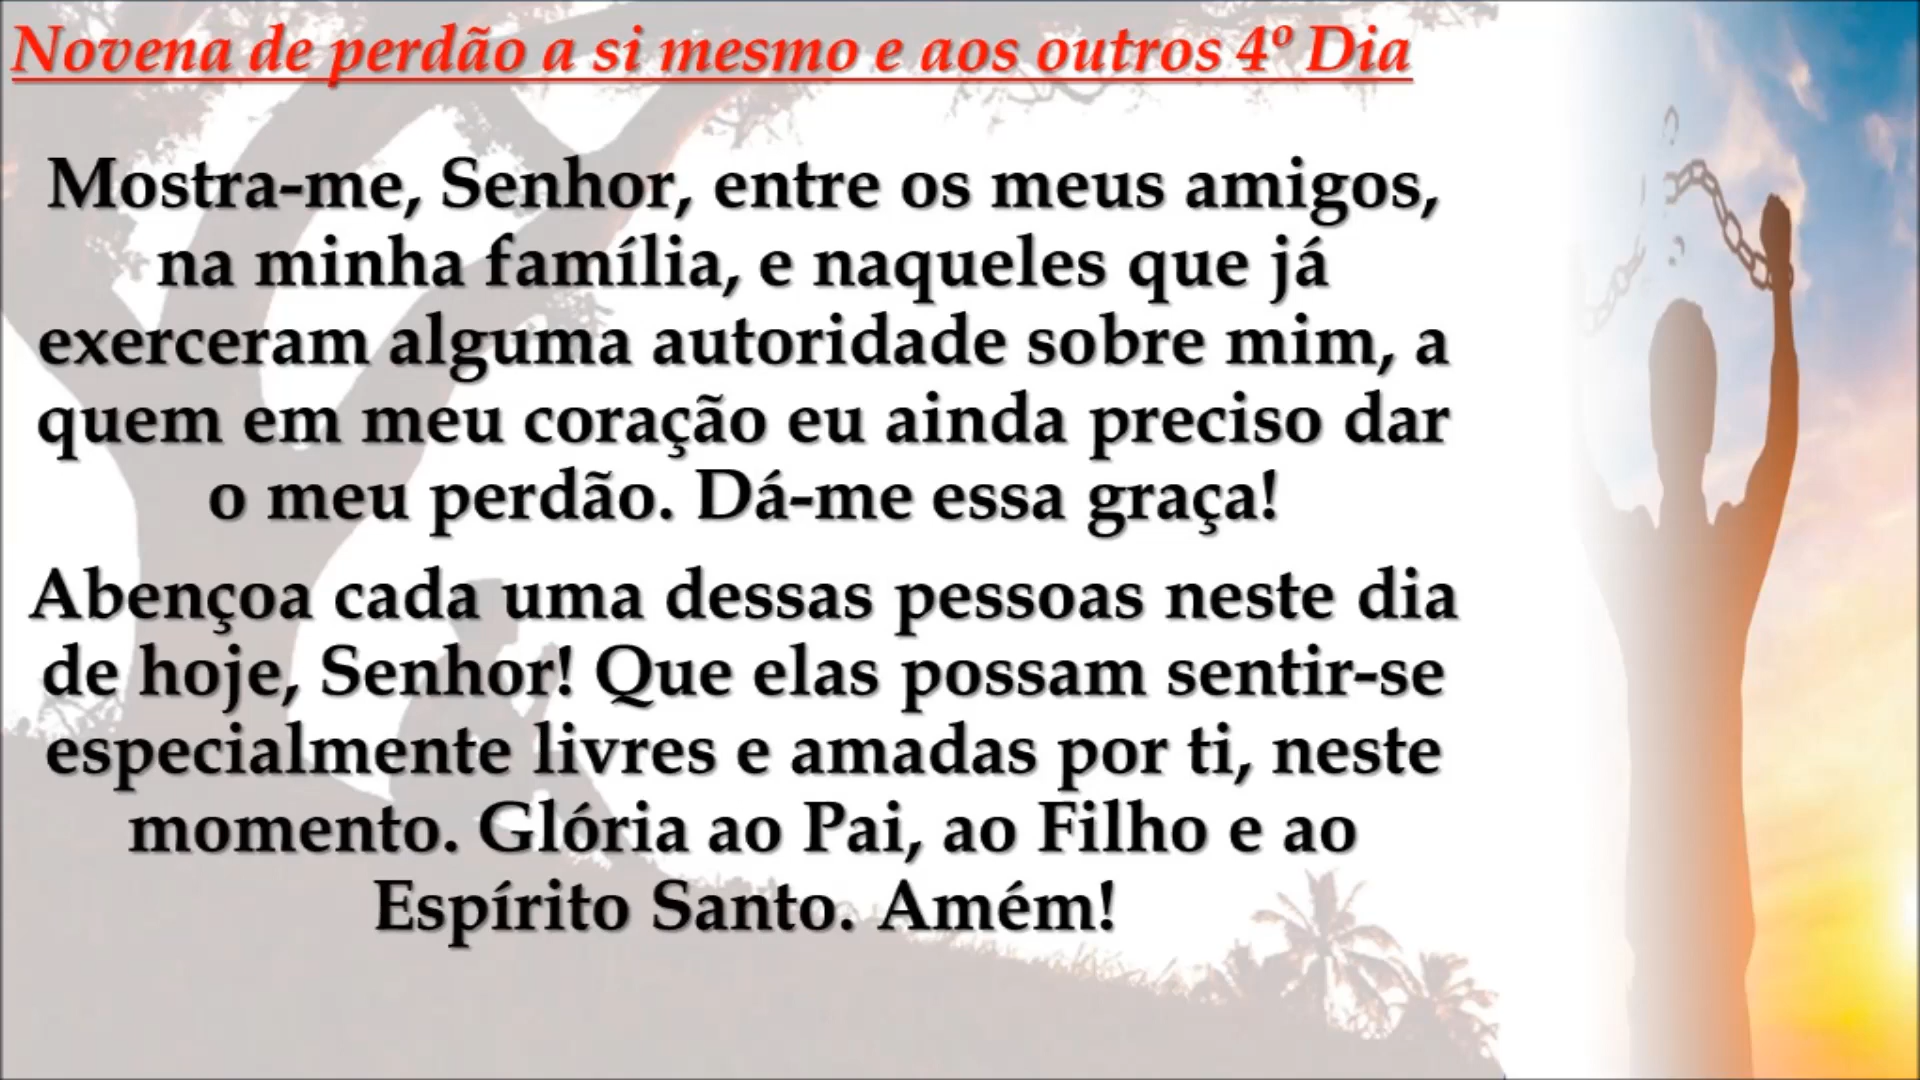 Novena de perdão a si mesmo e aos outros 4º Dia
Mostra-me, Senhor, entre os meus amigos,
na minha família, e naqueles que já
exerceram alguma autoridade sobre mim, a
quem em meu coração eu ainda preciso dar
o meu perdão. Dá-me essa graça!
Abençoa cada uma dessas pessoas neste dia
de hoje, Senhor! Que elas possam sentir-se
especialmente livres e amadas por ti, neste
momento. Glória ao Pai, ao Filho e ao
Espírito Santo. Amém!